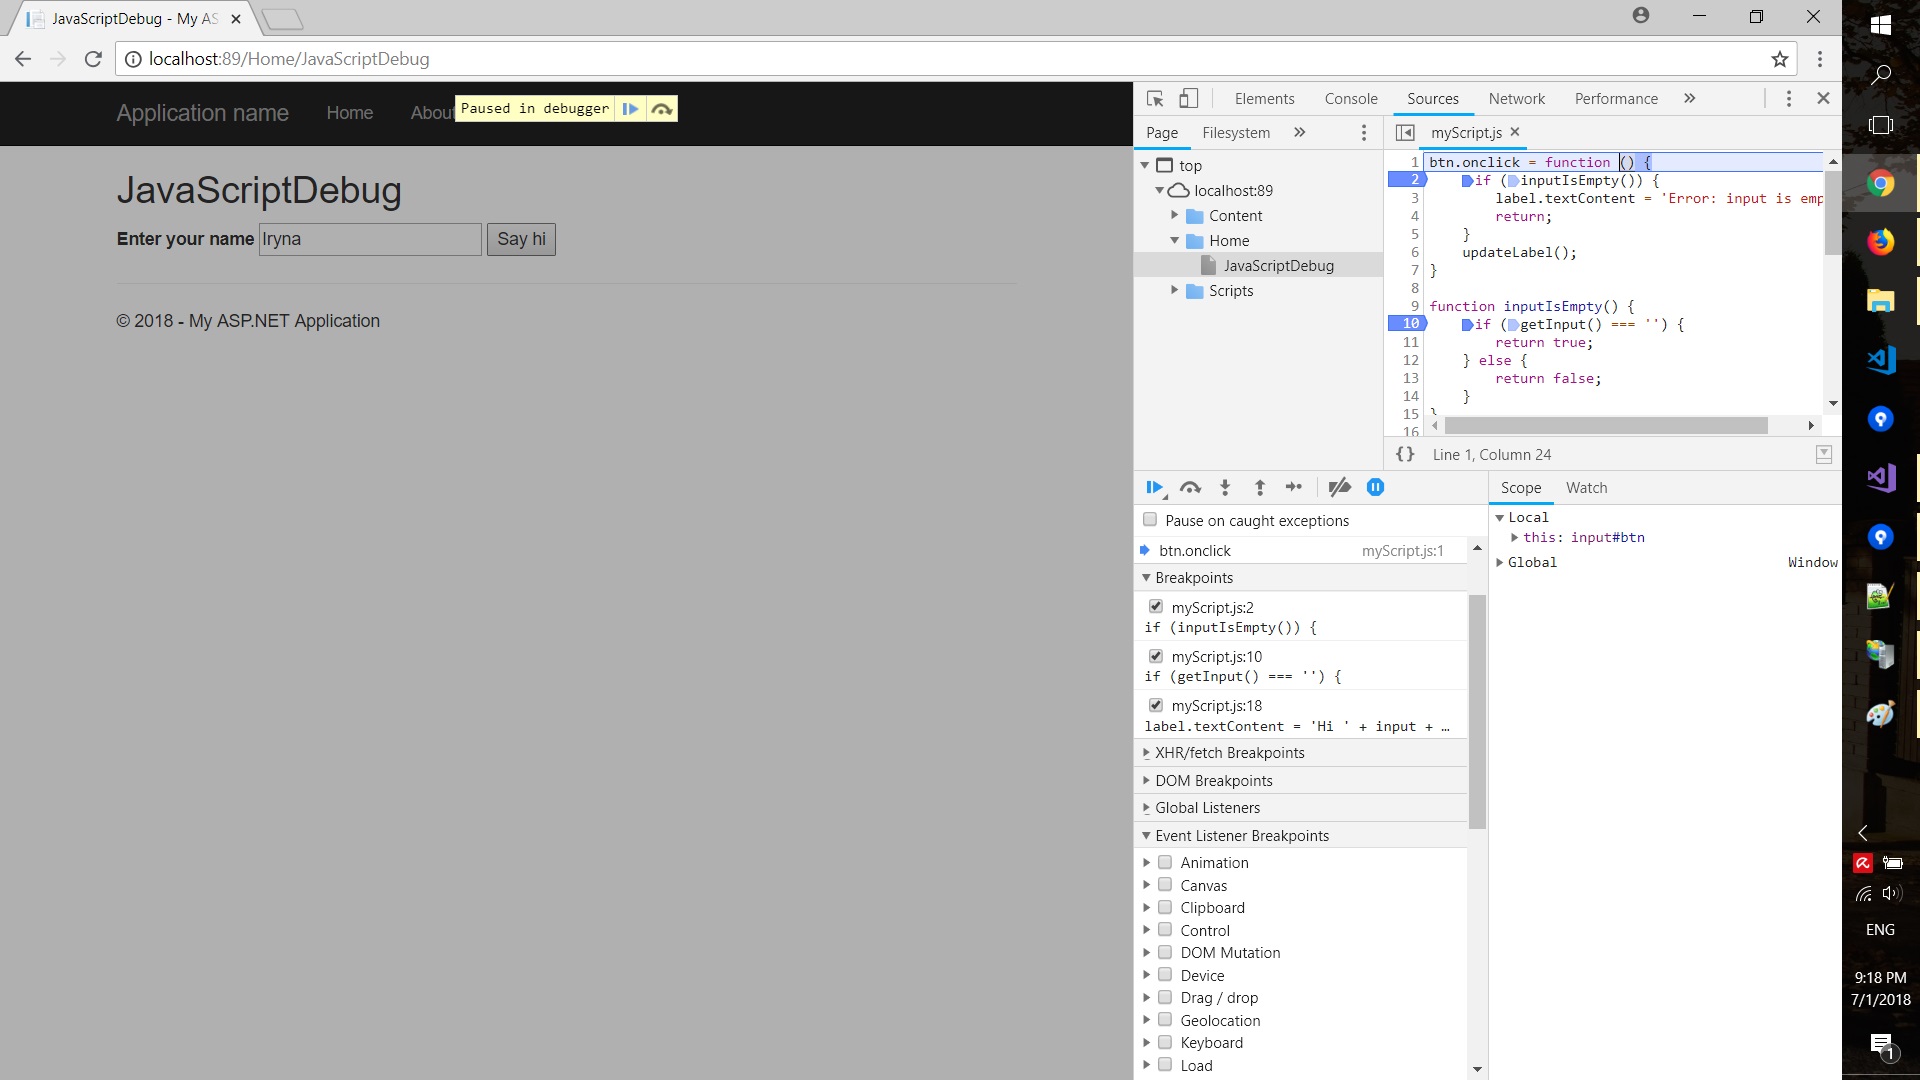 JavaScriptDebug - My AS
localhost:89/Home/JavaScriptDebug
Application name Home About
Paused in debugger
JavaScriptDebug
Enter your name Iryna Say hi
© 2018 - My ASP.NET Application
Elements Console Sources Network Performance »
Page Filesystem »
top
localhost:89
Content
Home
JavaScriptDebug
Scripts
myScript.js
1 btn.onclick = function () {
2 if (inputIsEmpty()) {
3 label.textContent = 'Error: input is emp
4 return;
5 }
6 updateLabel();
7 }
8
9 function inputIsEmpty() {
10 if (getInput() === '') {
11 return true;
12 } else {
13 return false;
14 }
15 }
16
{} Line 1, Column 24
Pause on caught exceptions
btn.onclick myScript.js:1
Breakpoints
myScript.js:2
if (inputIsEmpty()) {
myScript.js:10
if (getInput() === '') {
myScript.js:18
label.textContent = 'Hi ' + input + …
XHR/fetch Breakpoints
DOM Breakpoints
Global Listeners
Event Listener Breakpoints
Animation
Canvas
Clipboard
Control
DOM Mutation
Device
Drag / drop
Geolocation
Keyboard
Load
Scope Watch
Local
this: input#btn
Global Window
ENG
9:18 PM
7/1/2018
1